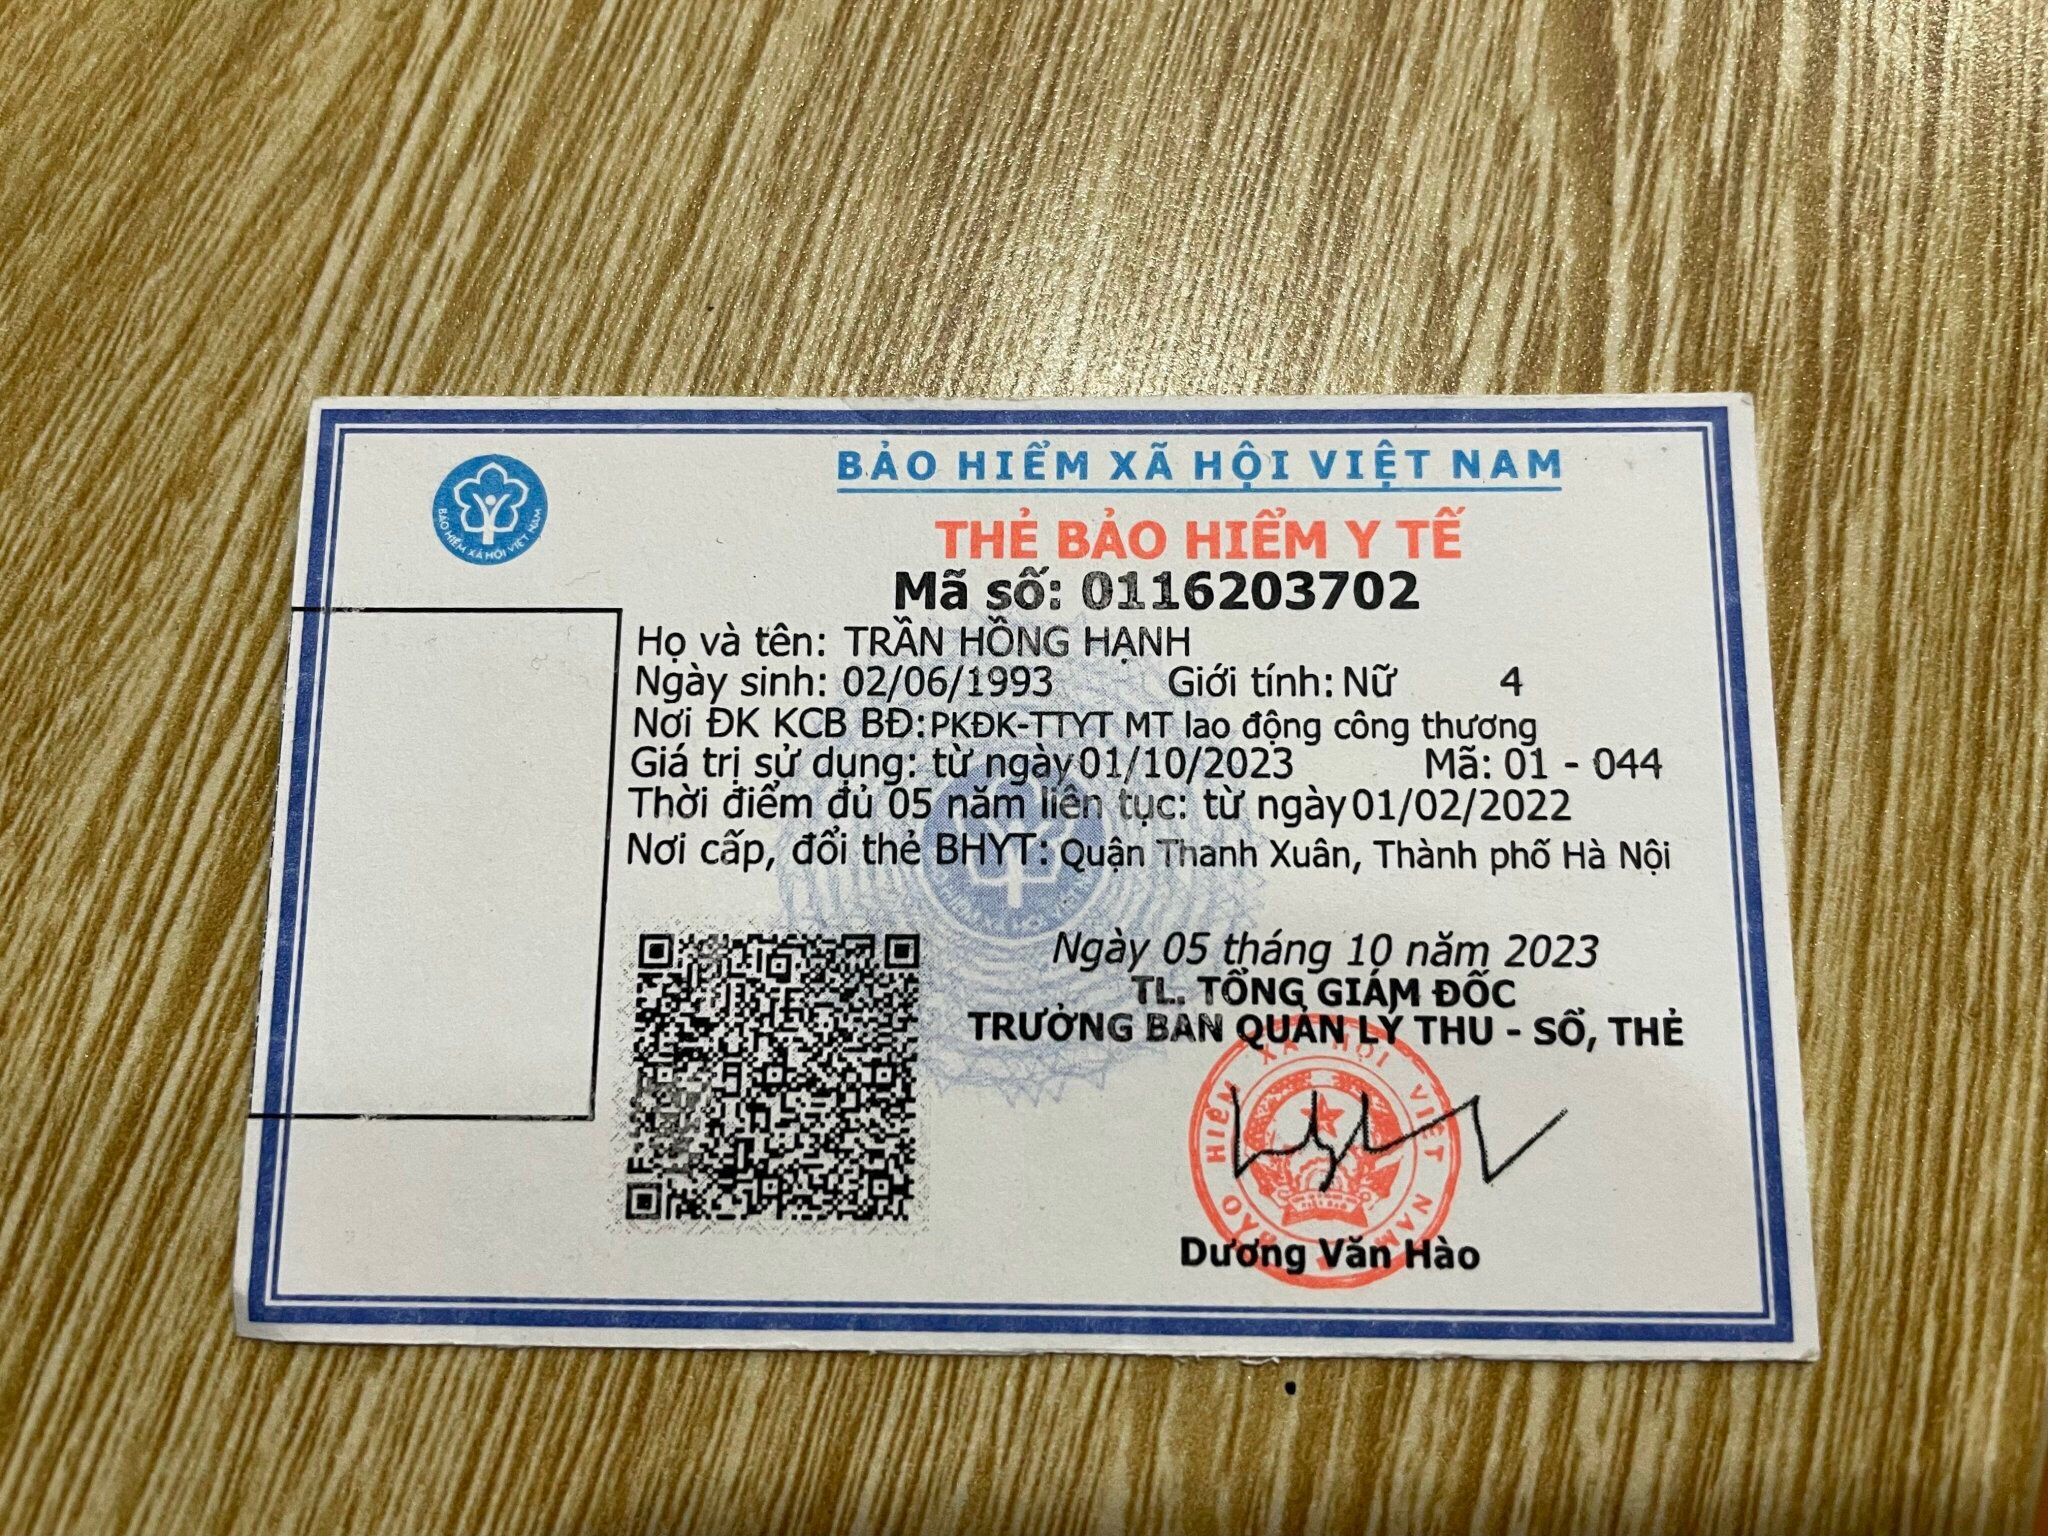 BẢO HIỂM XÃ HỘI VIỆT NAM
BẢO HIỂM XÃ HỘI VIỆT NAM
THẺ BẢO HIỂM Y TẾ
Mã số: 0116203702
Họ và tên: TRẦN HỒNG HẠNH
Ngày sinh: 02/06/1993 Giới tính: Nữ 4
Nơi ĐK KCB BĐ: PKĐK-TTYT MT lao động công thương
Giá trị sử dụng: từ ngày 01/10/2023 Mã: 01 - 044
Thời điểm đủ 05 năm liên tục: từ ngày 01/02/2022
Nơi cấp, đổi thẻ BHYT: Quận Thanh Xuân, Thành phố Hà Nội
Ngày 05 tháng 10 năm 2023
TL. TỔNG GIÁM ĐỐC
TRƯỞNG BAN QUẢN LÝ THU - SỔ, THẺ
BẢO HIỂM XÃ HỘI VIỆT NAM
Dương Văn Hào